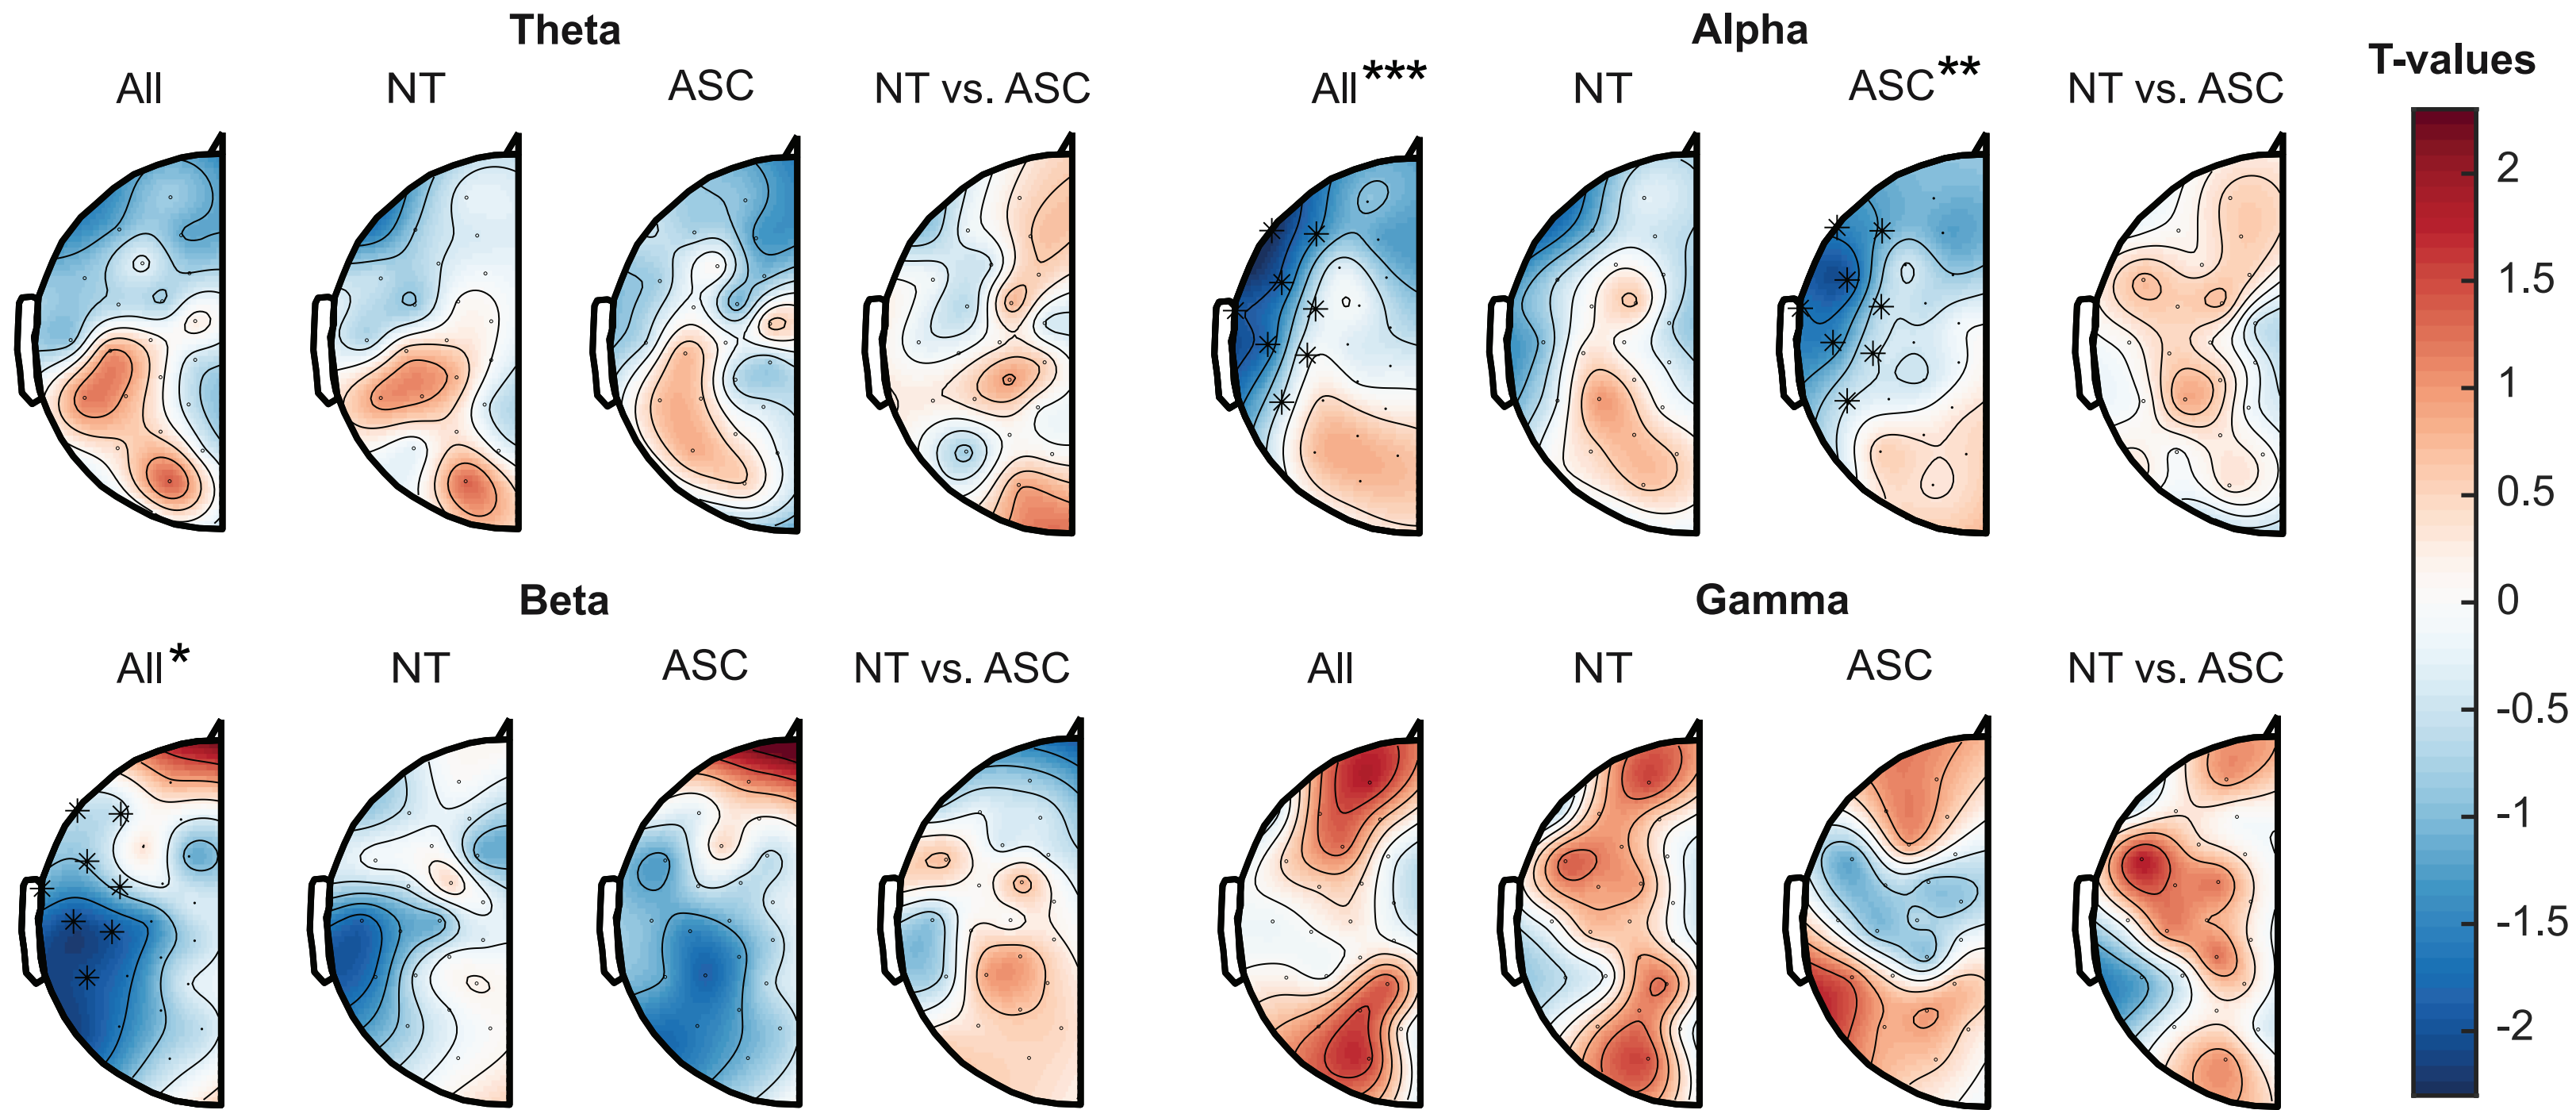 Theta
Alpha
T-values
All
NT
ASC
NT vs. ASC
All***
NT
ASC**
NT vs. ASC
2
1.5
1
0.5
0
-0.5
-1
-1.5
-2
Beta
Gamma
All*
NT
ASC
NT vs. ASC
All
NT
ASC
NT vs. ASC